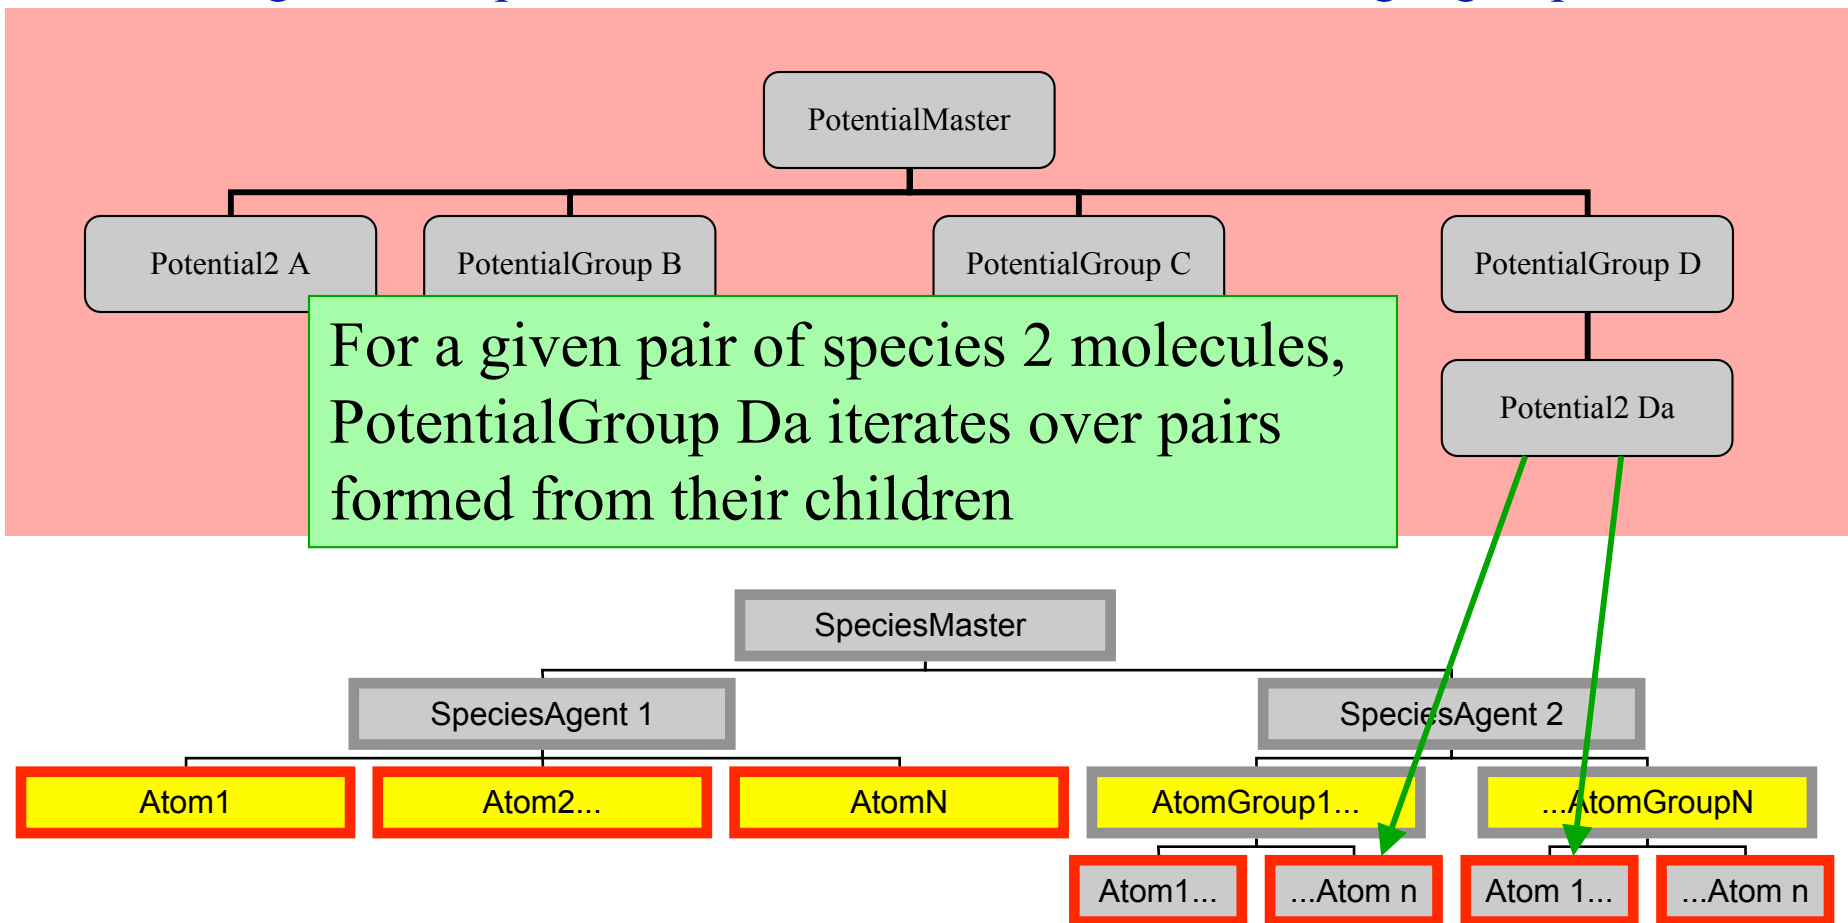 PotentialMaster
Potential2 A
PotentialGroup B
PotentialGroup C
PotentialGroup D
For a given pair of species 2 molecules,
PotentialGroup Da iterates over pairs
formed from their children
Potential2 Da
SpeciesMaster
SpeciesAgent 1
SpeciesAgent 2
Atom1
Atom2...
AtomN
AtomGroup1...
...AtomGroupN
Atom1...
...Atom n
Atom 1...
...Atom n